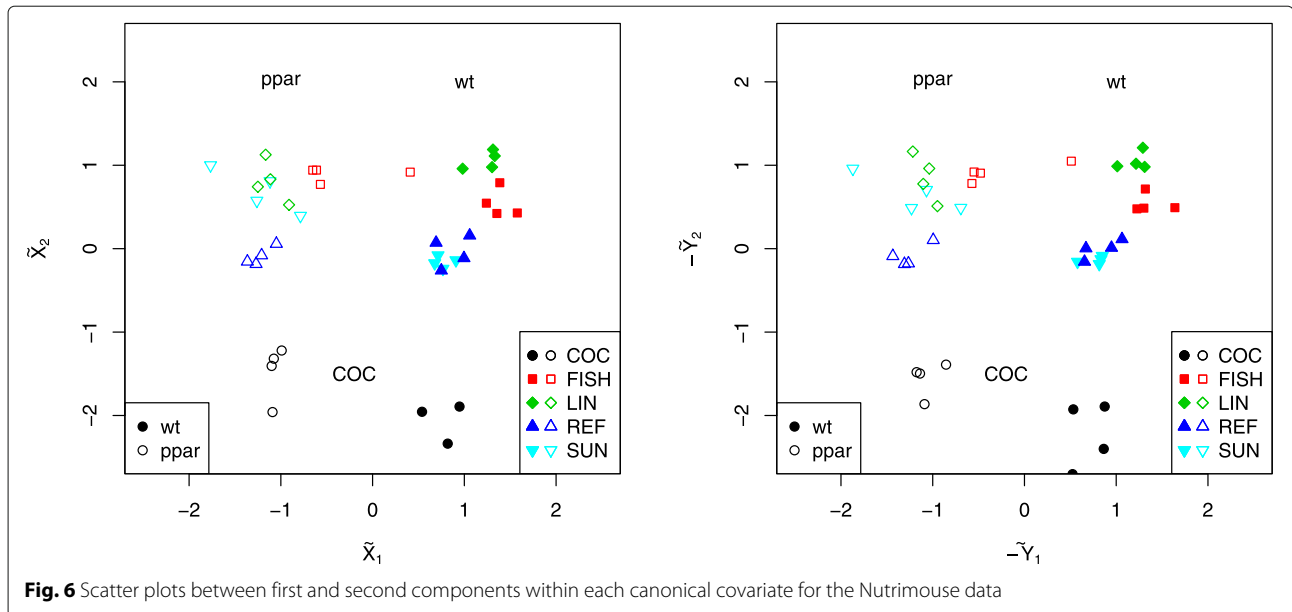 ppar
wt
COC
X̃₂
2
1
0
−1
−2
−2
−1
0
1
2
X̃₁
wt
ppar
COC
FISH
LIN
REF
SUN
ppar
wt
COC
−Ỹ₂
2
1
0
−1
−2
−2
−1
0
1
2
−Ỹ₁
wt
ppar
COC
FISH
LIN
REF
SUN
Fig. 6 Scatter plots between first and second components within each canonical covariate for the Nutrimouse data